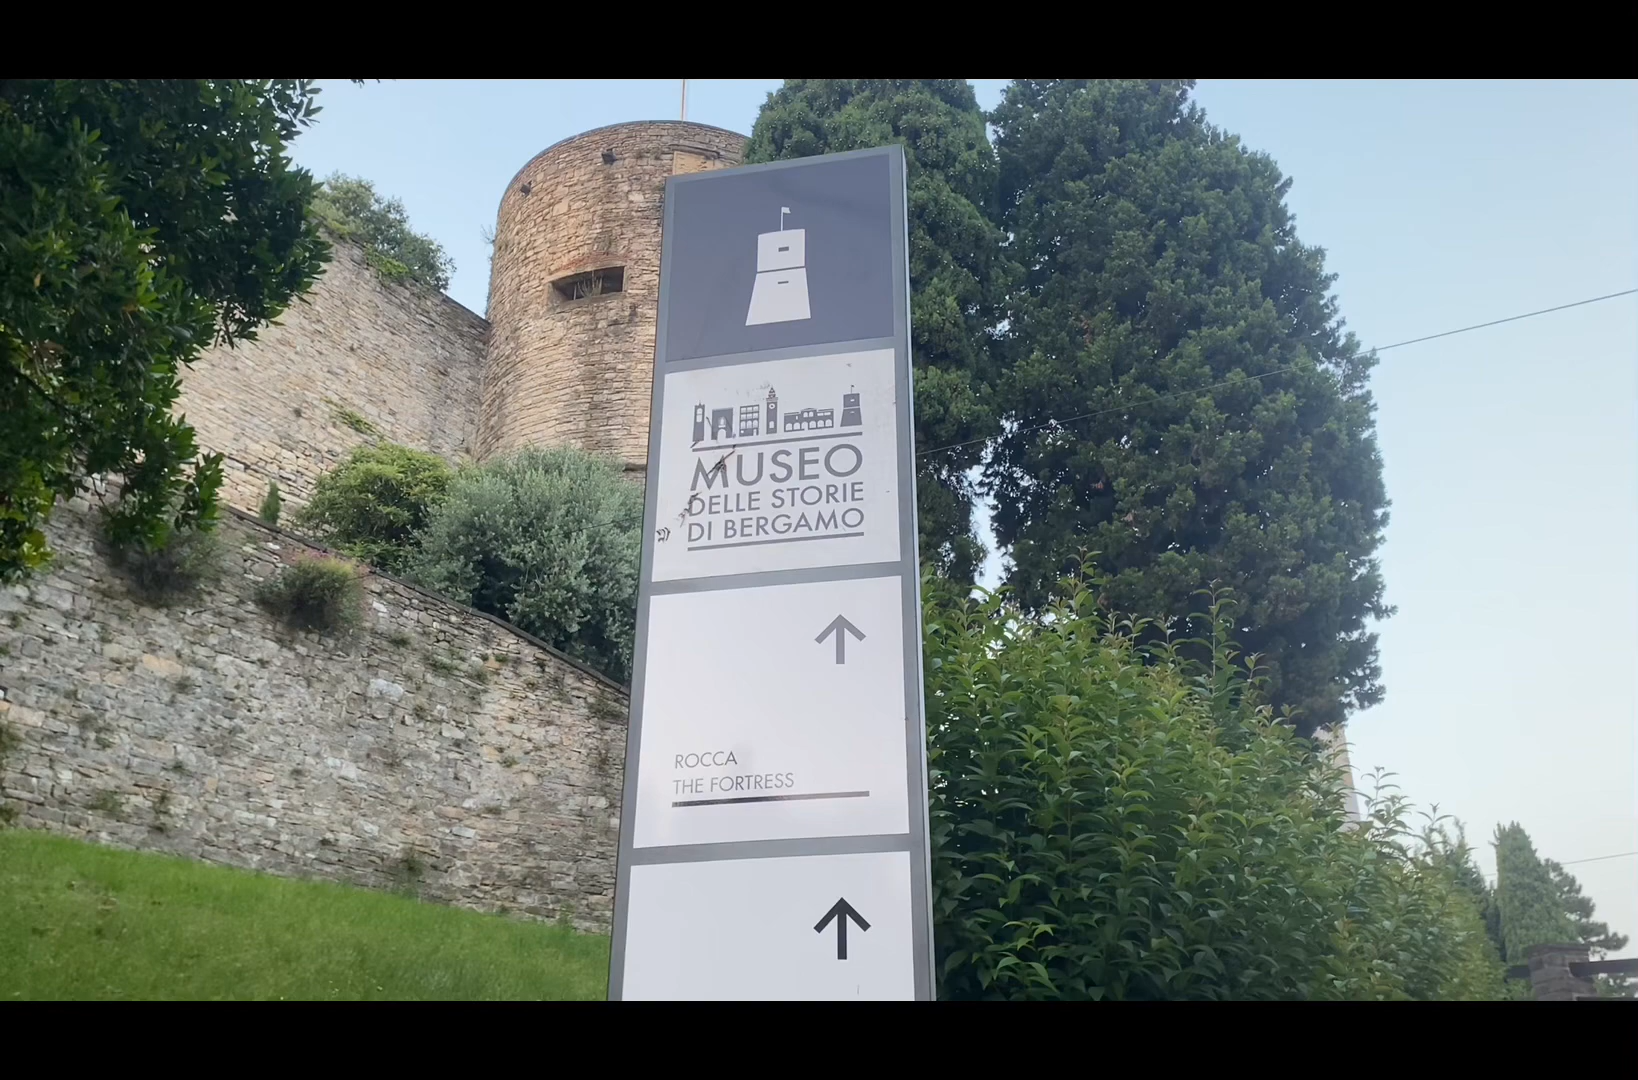 MUSEO
DELLE STORIE
DI BERGAMO
ROCCA
THE FORTRESS